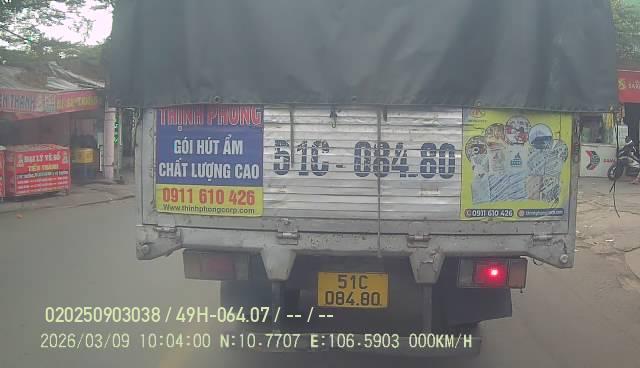 THỊNH PHONG
GÓI HÚT ẨM
CHẤT LƯỢNG CAO
0911 610 426
Www.thinhphongcorp.com
51C-084.80
0911 610 426
thinhphongcorp.com
ĐẠI LÝ VÉ SỐ
51C
084.80
020250903038 / 49H-064.07 / -- / --
2026/03/09 10:04:00 N:10.7707 E:106.5903 000KM/H